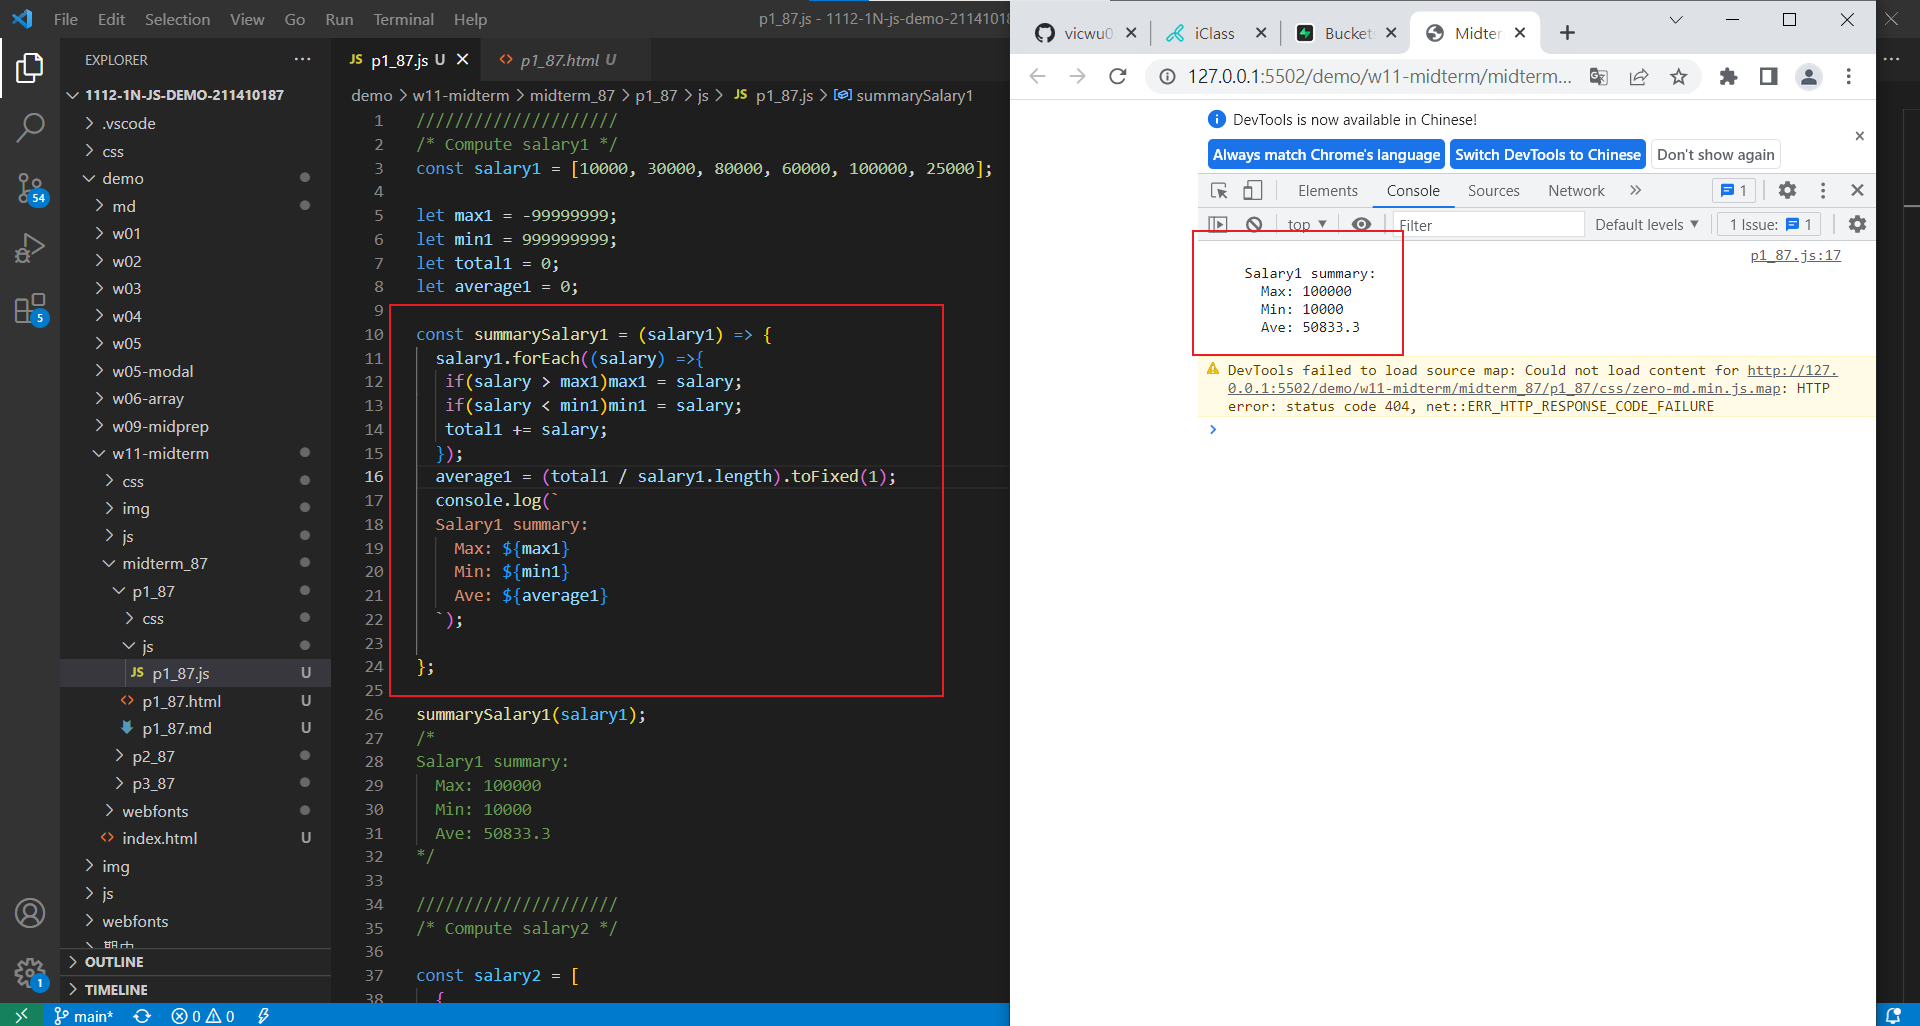 File Edit Selection View Go Run Terminal Help
p1_87.js - 1112-1N-js-demo-21141018
EXPLORER
1112-1N-JS-DEMO-211410187
.vscode
css
demo
md
w01
w02
w03
w04
w05
w05-modal
w06-array
w09-midprep
w11-midterm
css
img
js
midterm_87
p1_87
css
js
JS p1_87.js U
p1_87.html U
p1_87.md U
p2_87
p3_87
webfonts
index.html U
img
js
webfonts
期中
OUTLINE
TIMELINE
54
5
1
main* 0 0
JS p1_87.js U
<> p1_87.html U
demo > w11-midterm > midterm_87 > p1_87 > js > JS p1_87.js > summarySalary1
1 /////////////////////
2 /* Compute salary1 */
3 const salary1 = [10000, 30000, 80000, 60000, 100000, 25000];
4
5 let max1 = -99999999;
6 let min1 = 999999999;
7 let total1 = 0;
8 let average1 = 0;
9
10 const summarySalary1 = (salary1) => {
11 salary1.forEach((salary) =>{
12 if(salary > max1)max1 = salary;
13 if(salary < min1)min1 = salary;
14 total1 += salary;
15 });
16 average1 = (total1 / salary1.length).toFixed(1);
17 console.log(`
18 Salary1 summary:
19 Max: ${max1}
20 Min: ${min1}
21 Ave: ${average1}
22 `);
23
24 };
25
26 summarySalary1(salary1);
27 /*
28 Salary1 summary:
29 Max: 100000
30 Min: 10000
31 Ave: 50833.3
32 */
33
34 /////////////////////
35 /* Compute salary2 */
36
37 const salary2 = [
38 {
vicwu0
iClass
Bucket
Midter
127.0.0.1:5502/demo/w11-midterm/midterm...
DevTools is now available in Chinese!
Always match Chrome's language
Switch DevTools to Chinese
Don't show again
Elements Console Sources Network » 1
top Filter Default levels 1 Issue: 1
p1_87.js:17
Salary1 summary:
Max: 100000
Min: 10000
Ave: 50833.3
DevTools failed to load source map: Could not load content for http://127.
0.0.1:5502/demo/w11-midterm/midterm_87/p1_87/css/zero-md.min.js.map: HTTP
error: status code 404, net::ERR_HTTP_RESPONSE_CODE_FAILURE